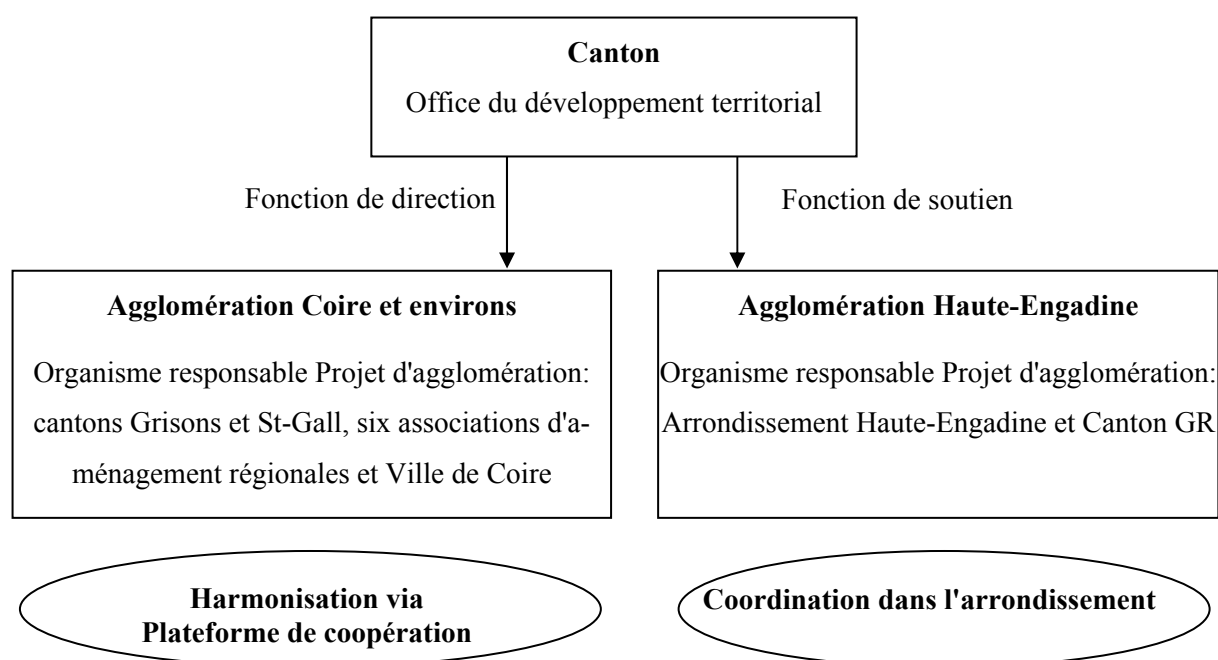 Canton
Office du développement territorial
Fonction de direction
Fonction de soutien
Agglomération Coire et environs
Organisme responsable Projet d'agglomération:
cantons Grisons et St-Gall, six associations d'a-
ménagement régionales et Ville de Coire
Agglomération Haute-Engadine
Organisme responsable Projet d'agglomération:
Arrondissement Haute-Engadine et Canton GR
Harmonisation via
Plateforme de coopération
Coordination dans l'arrondissement